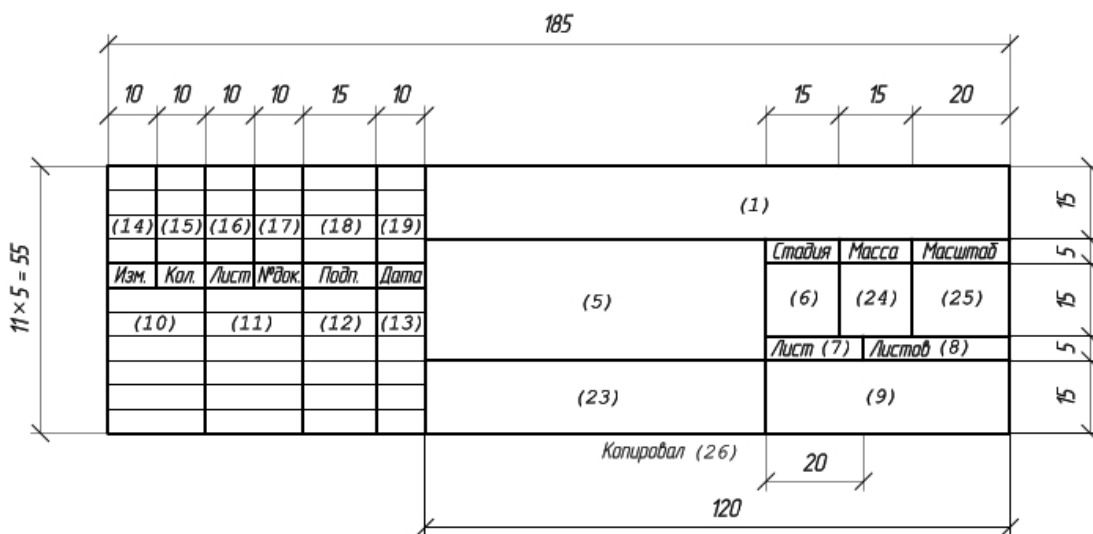 185
10 10 10 10 15 10 15 15 20
(1) 15
(14) (15) (16) (17) (18) (19)
Стадия Масса Масштаб 5
Изм. Кол. Лист №док. Подп. Дата
11 × 5 = 55 (5) (6) (24) (25) 15
(10) (11) (12) (13)
Лист (7) Листов (8) 5
(23) (9) 15
Копировал (26) 20
120